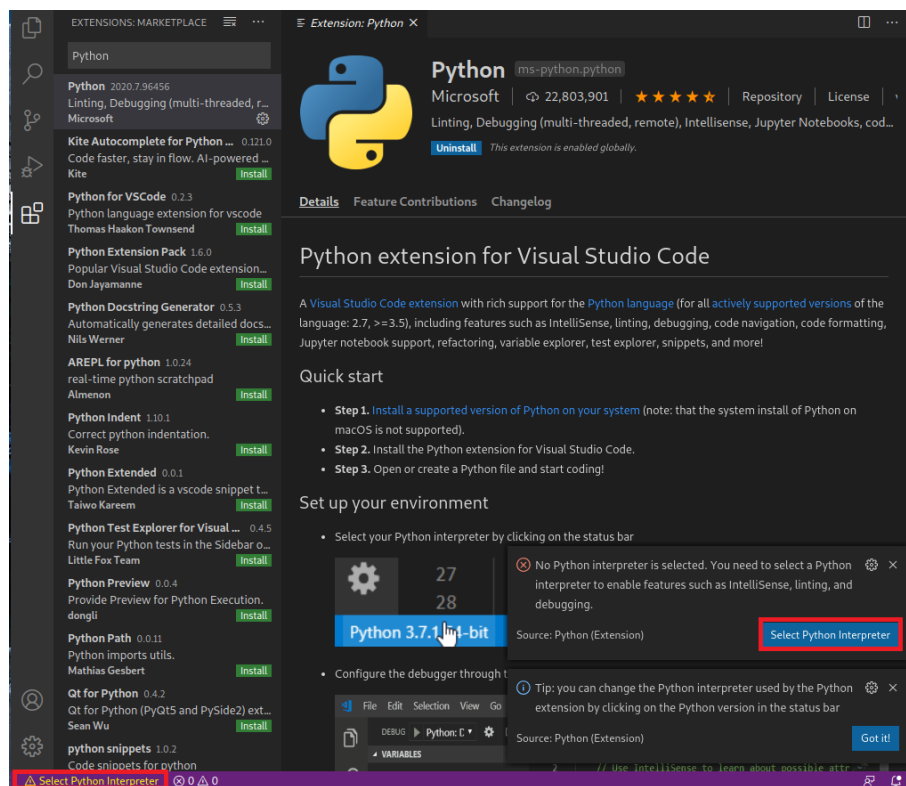 EXTENSIONS: MARKETPLACE
Python
Python 2020.7.96456
Linting, Debugging (multi-threaded, r...
Microsoft
Kite Autocomplete for Python ... 0.121.0
Code faster, stay in flow. AI-powered ...
Kite Install
Python for VSCode 0.2.3
Python language extension for vscode
Thomas Haakon Townsend Install
Python Extension Pack 1.6.0
Popular Visual Studio Code extension...
Don Jayamanne Install
Python Docstring Generator 0.5.3
Automatically generates detailed docs...
Nils Werner Install
AREPL for python 1.0.24
real-time python scratchpad
Almenon Install
Python Indent 1.10.1
Correct python indentation.
Kevin Rose Install
Python Extended 0.0.1
Python Extended is a vscode snippet t...
Taiwo Kareem Install
Python Test Explorer for Visual ... 0.4.5
Run your Python tests in the Sidebar o...
Little Fox Team Install
Python Preview 0.0.4
Provide Preview for Python Execution.
dongli Install
Python Path 0.0.11
Python imports utils.
Mathias Gesbert Install
Qt for Python 0.4.2
Qt for Python (PyQt5 and PySide2) ext...
Sean Wu Install
python snippets 1.0.2
Code snippets for python
Extension: Python
Python ms-python.python
Microsoft 22,803,901 Repository License
Linting, Debugging (multi-threaded, remote), Intellisense, Jupyter Notebooks, cod...
Uninstall This extension is enabled globally.
Details Feature Contributions Changelog
Python extension for Visual Studio Code
A Visual Studio Code extension with rich support for the Python language (for all actively supported versions of the
language: 2.7, >=3.5), including features such as IntelliSense, linting, debugging, code navigation, code formatting,
Jupyter notebook support, refactoring, variable explorer, test explorer, snippets, and more!
Quick start
• Step 1. Install a supported version of Python on your system (note: that the system install of Python on
macOS is not supported).
• Step 2. Install the Python extension for Visual Studio Code.
• Step 3. Open or create a Python file and start coding!
Set up your environment
• Select your Python interpreter by clicking on the status bar
27
28
Python 3.7.1 64-bit
• Configure the debugger through t
File Edit Selection View Go
DEBUG Python: C
VARIABLES
2 // Use IntelliSense to learn about possible attr
No Python interpreter is selected. You need to select a Python
interpreter to enable features such as IntelliSense, linting, and
debugging.
Source: Python (Extension) Select Python Interpreter
Tip: you can change the Python interpreter used by the Python
extension by clicking on the Python version in the status bar
Source: Python (Extension) Got it!
Select Python Interpreter 0 0